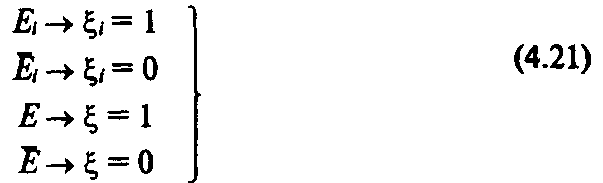 Eᵢ → ξᵢ = 1
Ēᵢ → ξᵢ = 0
(4.21)
E → ξ = 1
Ē → ξ = 0